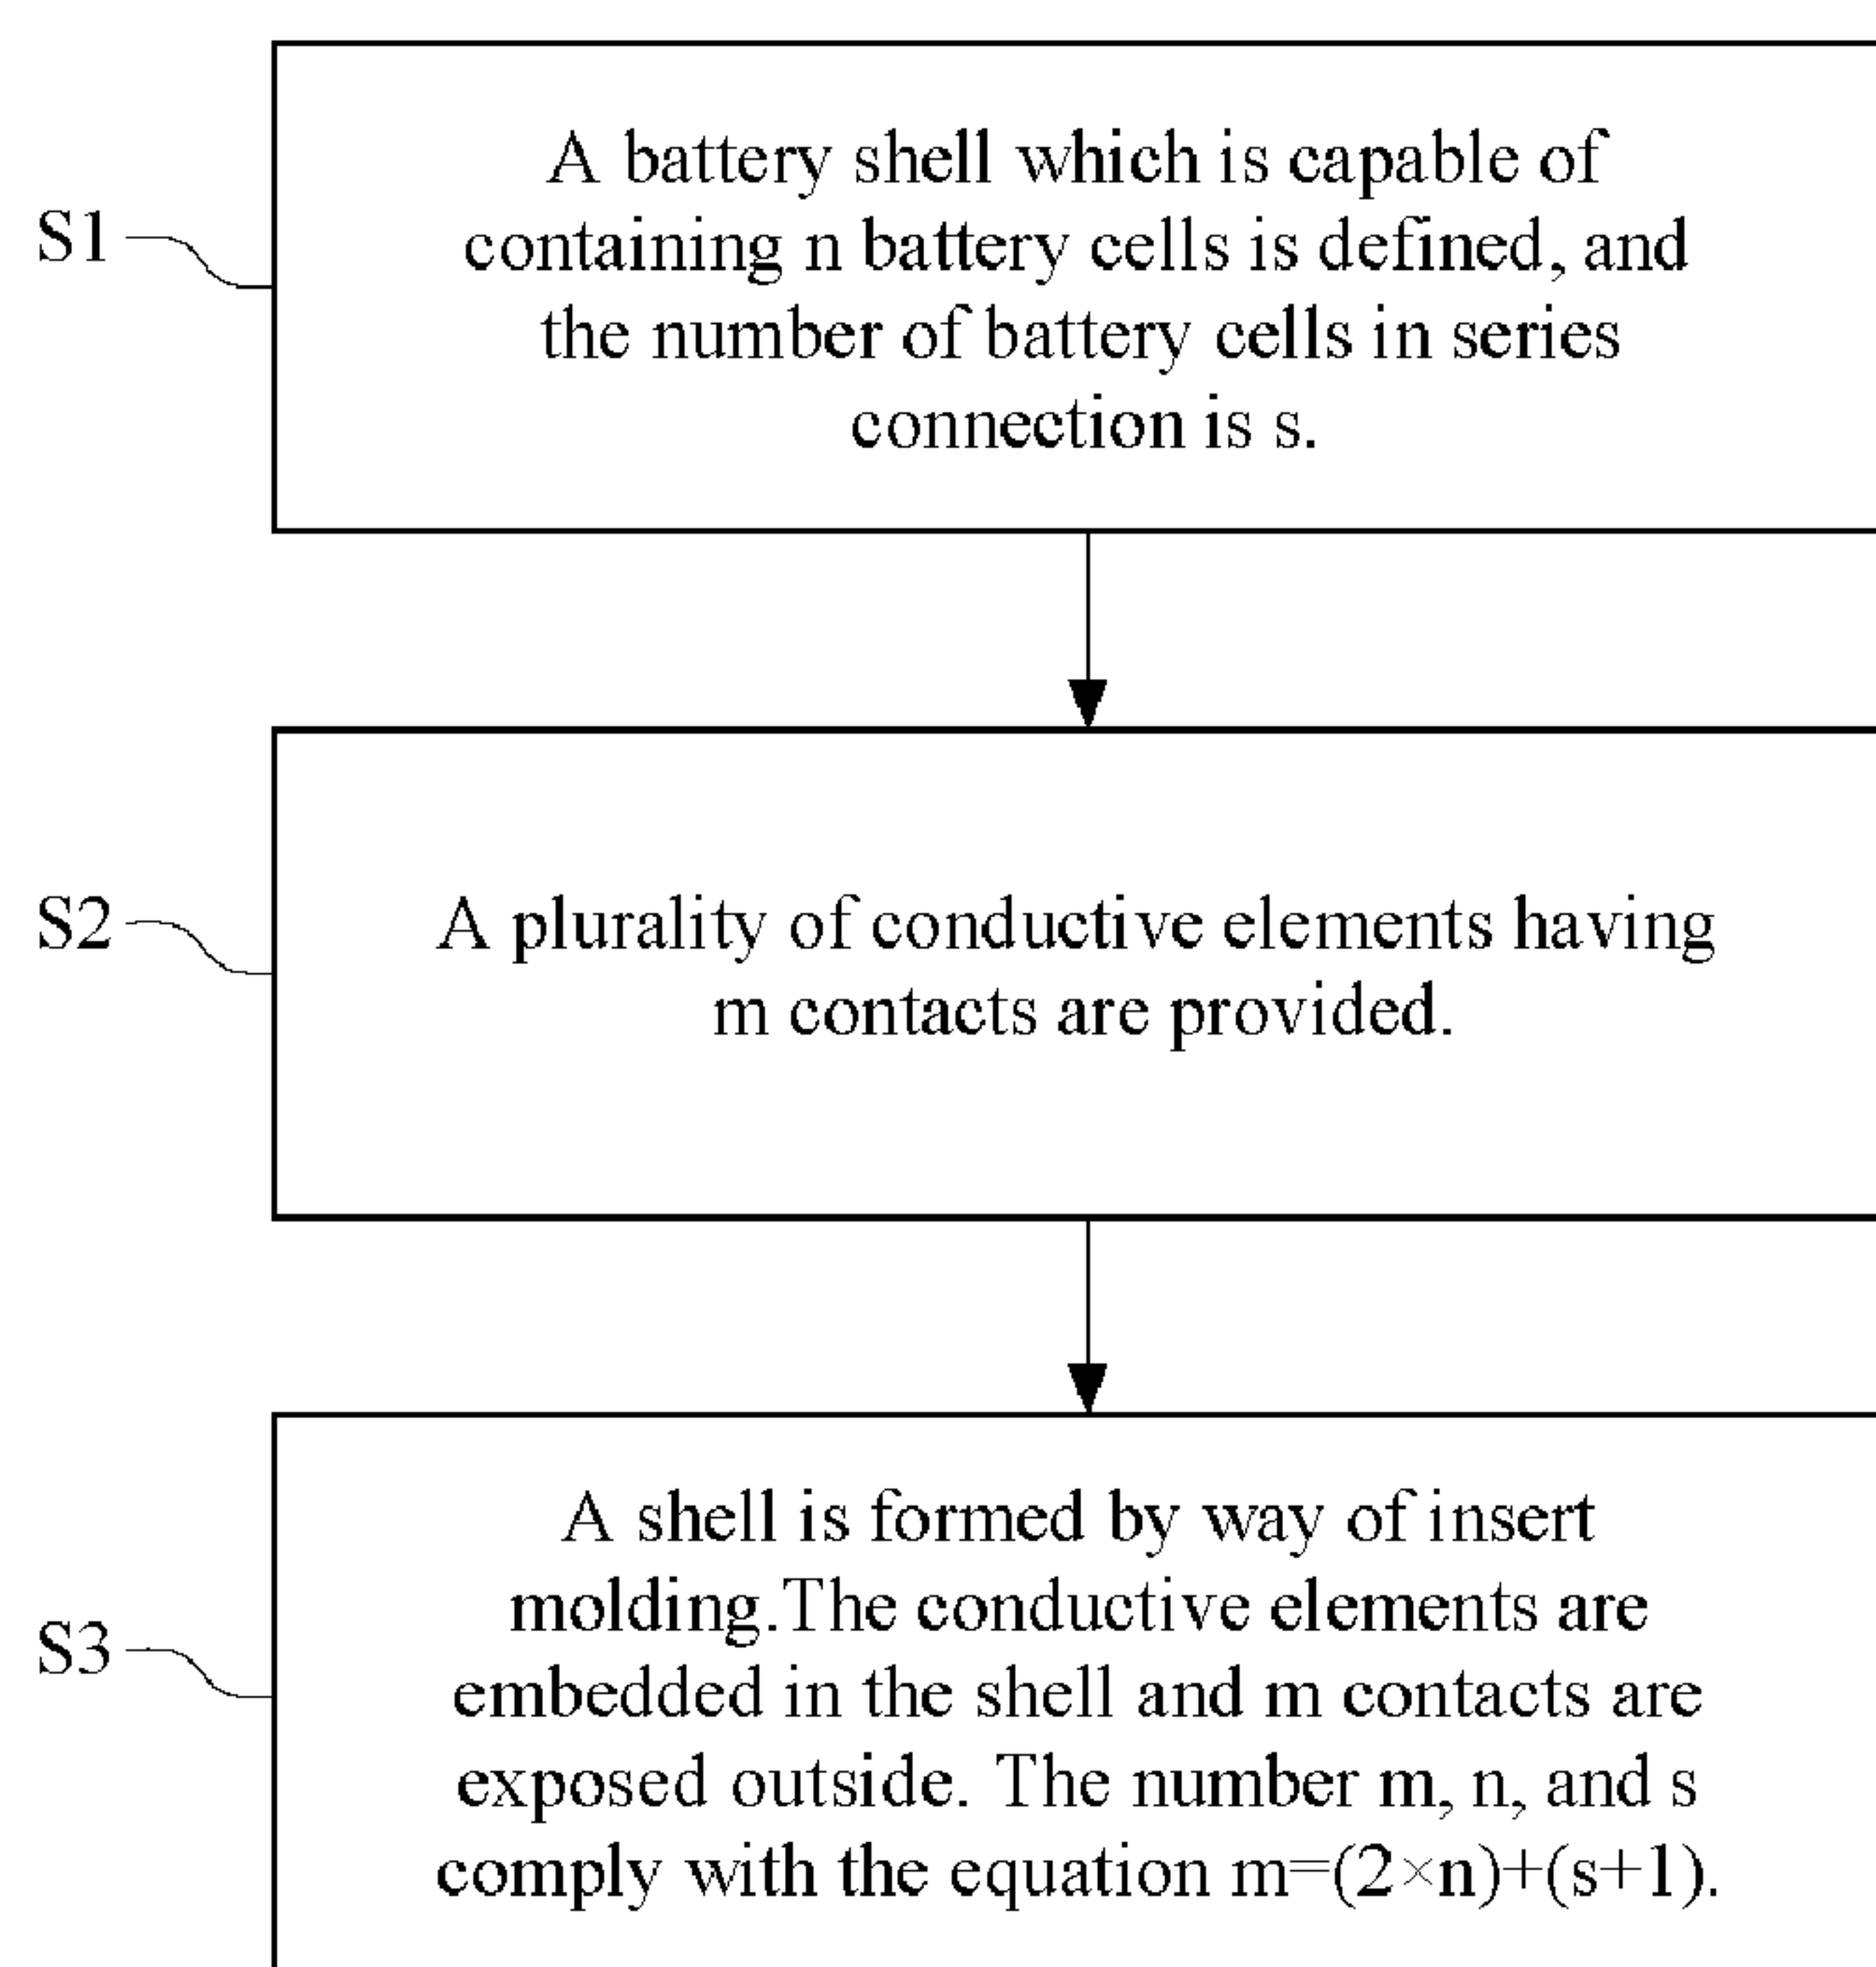 S1
A battery shell which is capable of
containing n battery cells is defined, and
the number of battery cells in series
connection is s.
S2
A plurality of conductive elements having
m contacts are provided.
S3
A shell is formed by way of insert
molding.The conductive elements are
embedded in the shell and m contacts are
exposed outside. The number m, n, and s
comply with the equation m=(2×n)+(s+1).